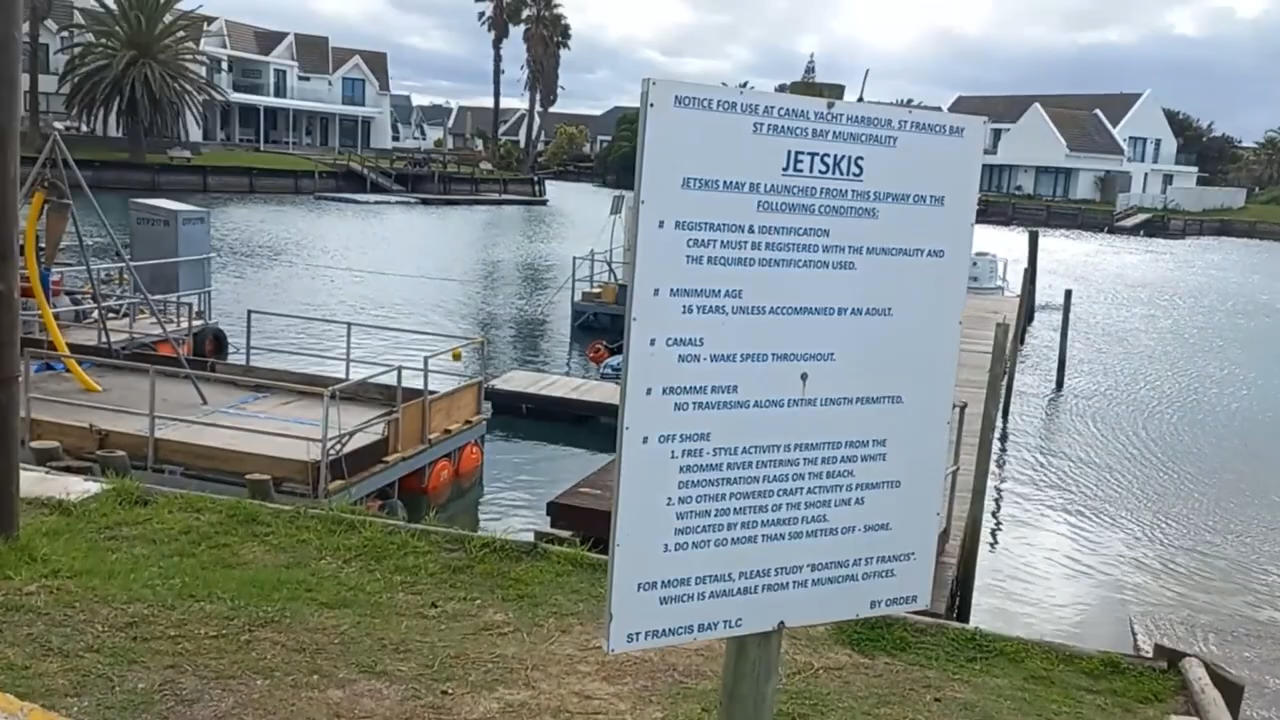 NOTICE FOR USE AT CANAL YACHT HARBOUR, ST FRANCIS BAY
ST FRANCIS BAY MUNICIPALITY
JETSKIS
JETSKIS MAY BE LAUNCHED FROM THIS SLIPWAY ON THE
FOLLOWING CONDITIONS:
# REGISTRATION & IDENTIFICATION
CRAFT MUST BE REGISTERED WITH THE MUNICIPALITY AND
THE REQUIRED IDENTIFICATION USED.
# MINIMUM AGE
16 YEARS, UNLESS ACCOMPANIED BY AN ADULT.
# CANALS
NON - WAKE SPEED THROUGHOUT.
# KROMME RIVER
NO TRAVERSING ALONG ENTIRE LENGTH PERMITTED.
# OFF SHORE
1. FREE - STYLE ACTIVITY IS PERMITTED FROM THE
KROMME RIVER ENTERING THE RED AND WHITE
DEMONSTRATION FLAGS ON THE BEACH.
2. NO OTHER POWERED CRAFT ACTIVITY IS PERMITTED
WITHIN 200 METERS OF THE SHORE LINE AS
INDICATED BY RED MARKED FLAGS.
3. DO NOT GO MORE THAN 500 METERS OFF - SHORE.
FOR MORE DETAILS, PLEASE STUDY "BOATING AT ST FRANCIS".
WHICH IS AVAILABLE FROM THE MUNICIPAL OFFICES.
BY ORDER
ST FRANCIS BAY TLC